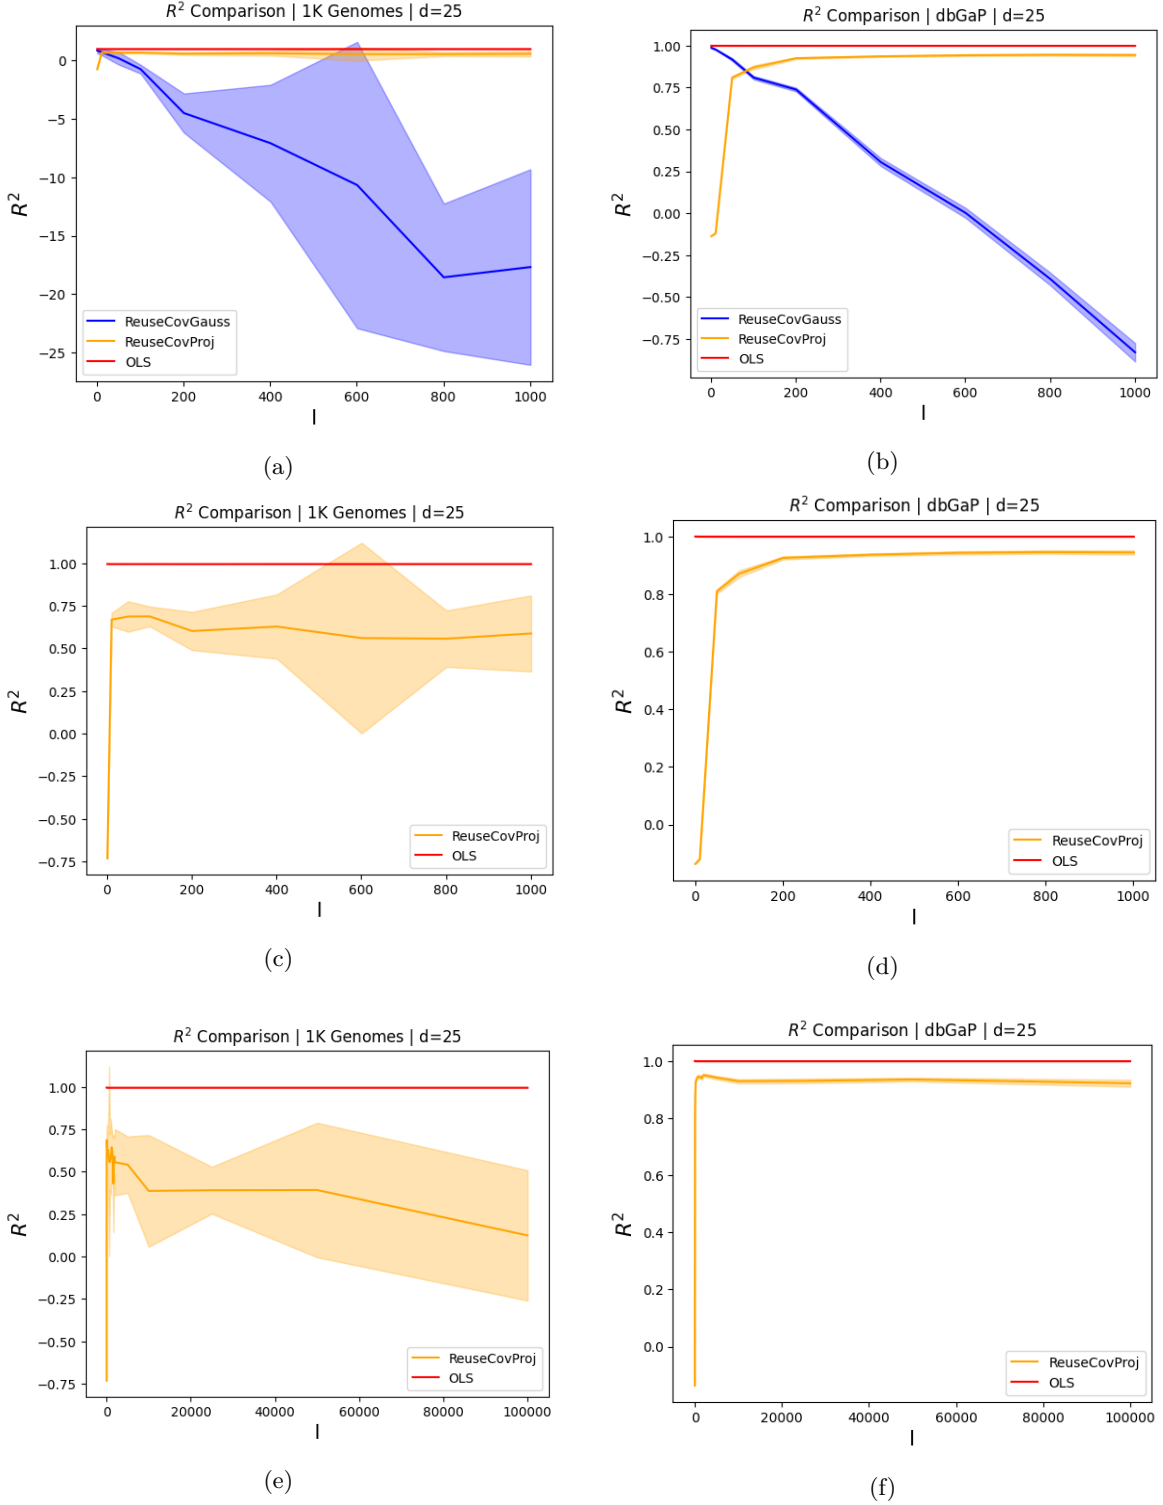 R² Comparison | 1K Genomes | d=25
R²
0
−5
−10
−15
−20
−25
ReuseCovGauss
ReuseCovProj
OLS
0 200 400 600 800 1000
l
(a)
R² Comparison | dbGaP | d=25
R²
1.00
0.75
0.50
0.25
0.00
−0.25
−0.50
−0.75
ReuseCovGauss
ReuseCovProj
OLS
0 200 400 600 800 1000
l
(b)
R² Comparison | 1K Genomes | d=25
R²
1.00
0.75
0.50
0.25
0.00
−0.25
−0.50
−0.75
ReuseCovProj
OLS
0 200 400 600 800 1000
l
(c)
R² Comparison | dbGaP | d=25
R²
1.0
0.8
0.6
0.4
0.2
0.0
ReuseCovProj
OLS
0 200 400 600 800 1000
l
(d)
R² Comparison | 1K Genomes | d=25
R²
1.00
0.75
0.50
0.25
0.00
−0.25
−0.50
−0.75
ReuseCovProj
OLS
0 20000 40000 60000 80000 100000
l
(e)
R² Comparison | dbGaP | d=25
R²
1.0
0.8
0.6
0.4
0.2
0.0
ReuseCovProj
OLS
0 20000 40000 60000 80000 100000
l
(f)